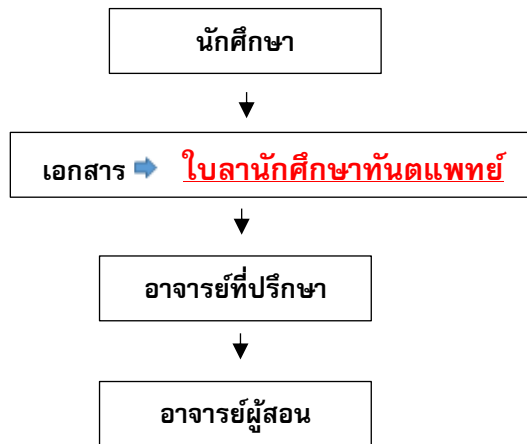 นักศึกษา
เอกสาร ใบลานักศึกษาทันตแพทย์
อาจารย์ที่ปรึกษา
อาจารย์ผู้สอน